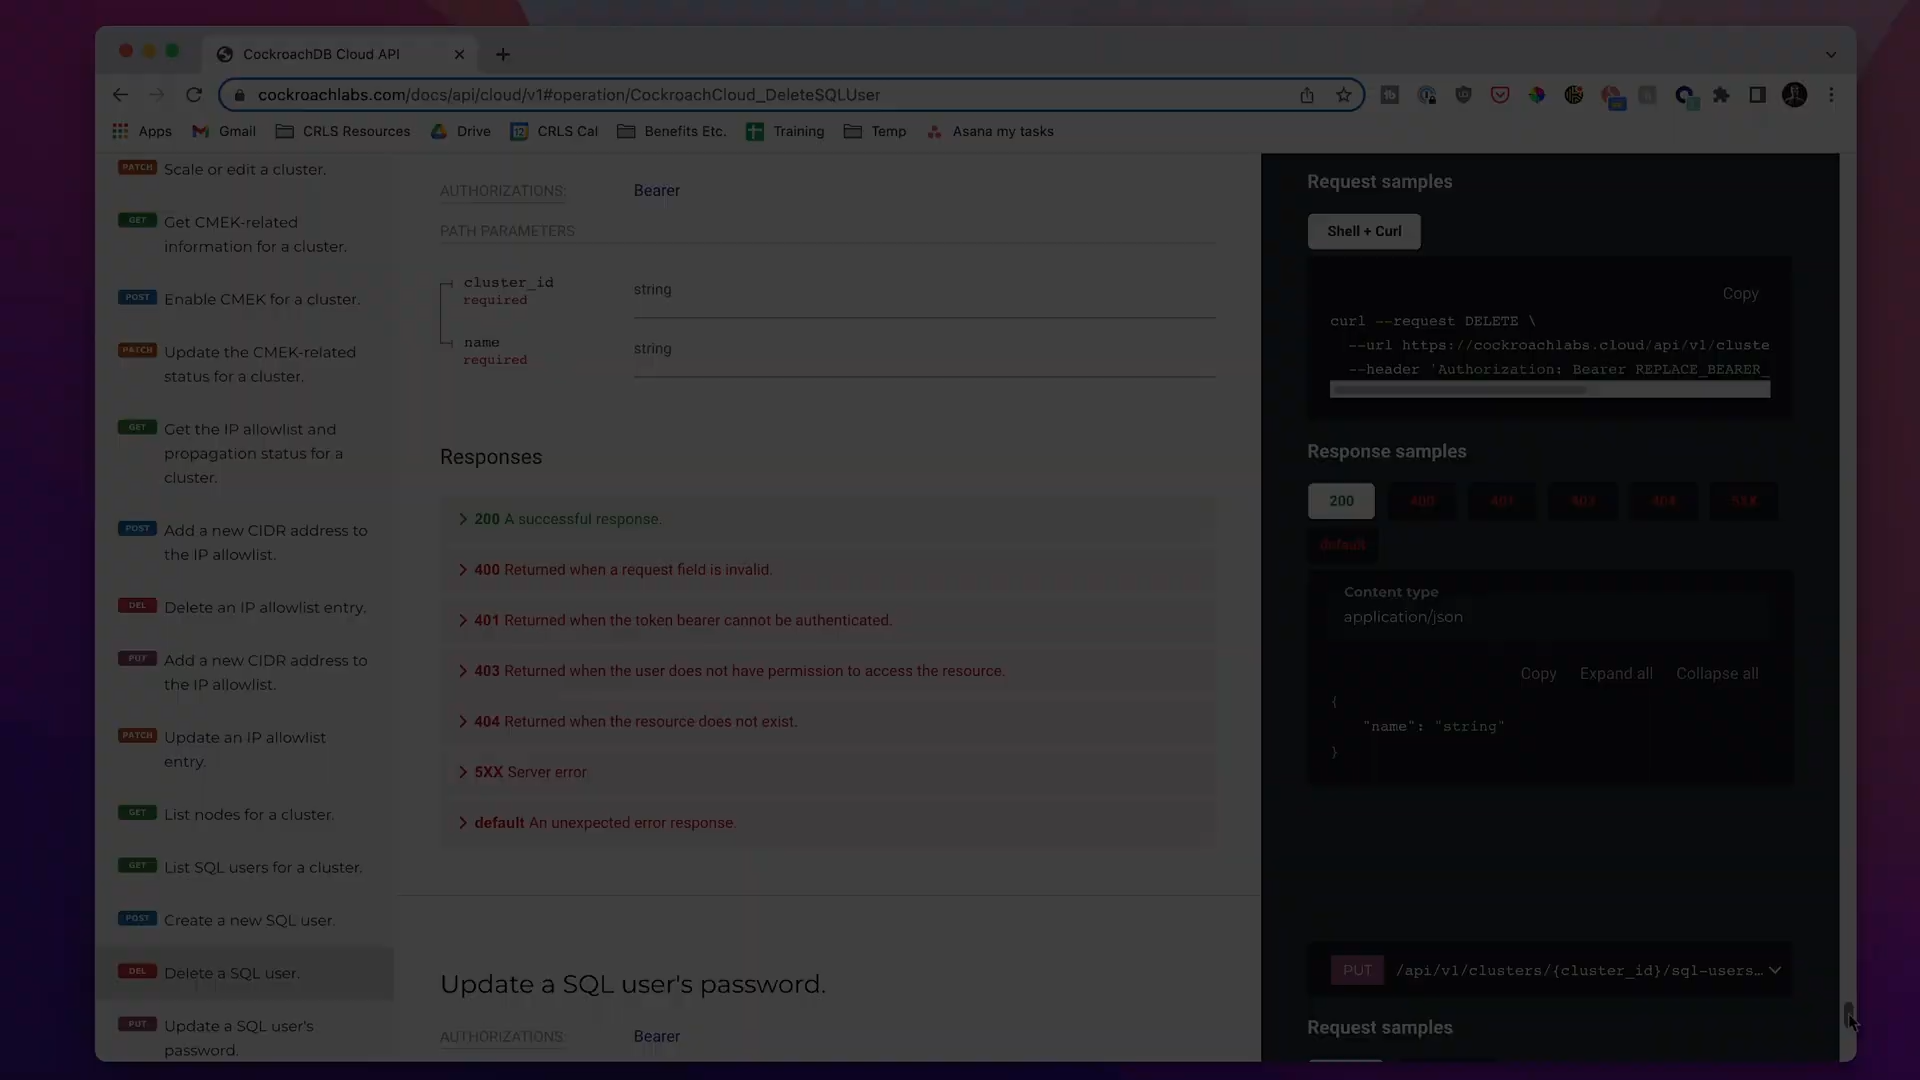 CockroachDB Cloud API
cockroachlabs.com/docs/api/cloud/v1#operation/CockroachCloud_DeleteSQLUser
Apps
Gmail
CRLS Resources
Drive
CRLS Cal
Benefits Etc.
Training
Temp
Asana my tasks
PATCH Scale or edit a cluster.
GET Get CMEK-related
information for a cluster.
POST Enable CMEK for a cluster.
PATCH Update the CMEK-related
status for a cluster.
GET Get the IP allowlist and
propagation status for a
cluster.
POST Add a new CIDR address to
the IP allowlist.
DEL Delete an IP allowlist entry.
PUT Add a new CIDR address to
the IP allowlist.
PATCH Update an IP allowlist
entry.
GET List nodes for a cluster.
GET List SQL users for a cluster.
POST Create a new SQL user.
DEL Delete a SQL user.
PUT Update a SQL user's
password.
AUTHORIZATIONS: Bearer
PATH PARAMETERS
cluster_id string
required
name string
required
Responses
200 A successful response.
400 Returned when a request field is invalid.
401 Returned when the token bearer cannot be authenticated.
403 Returned when the user does not have permission to access the resource.
404 Returned when the resource does not exist.
5XX Server error
default An unexpected error response.
Update a SQL user's password.
AUTHORIZATIONS: Bearer
Request samples
Shell + Curl
Copy
curl --request DELETE \
--url https://cockroachlabs.cloud/api/v1/cluste
--header 'Authorization: Bearer REPLACE_BEARER_
Response samples
200 400 401 403 404 5XX
default
Content type
application/json
Copy Expand all Collapse all
{
"name": "string"
}
PUT /api/v1/clusters/{cluster_id}/sql-users…
Request samples